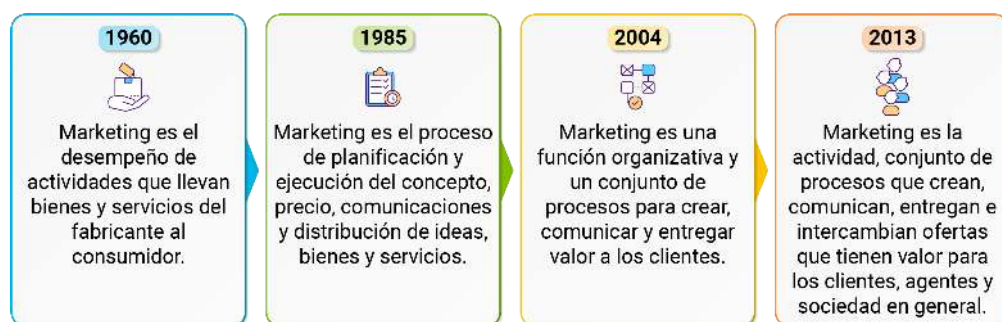 1960
Marketing es el
desempeño de
actividades que llevan
bienes y servicios del
fabricante al
consumidor.
1985
Marketing es el proceso
de planificación y
ejecución del concepto,
precio, comunicaciones
y distribución de ideas,
bienes y servicios.
2004
Marketing es una
función organizativa y
un conjunto de
procesos para crear,
comunicar y entregar
valor a los clientes.
2013
Marketing es la
actividad, conjunto de
procesos que crean,
comunican, entregan e
intercambian ofertas
que tienen valor para
los clientes, agentes y
sociedad en general.